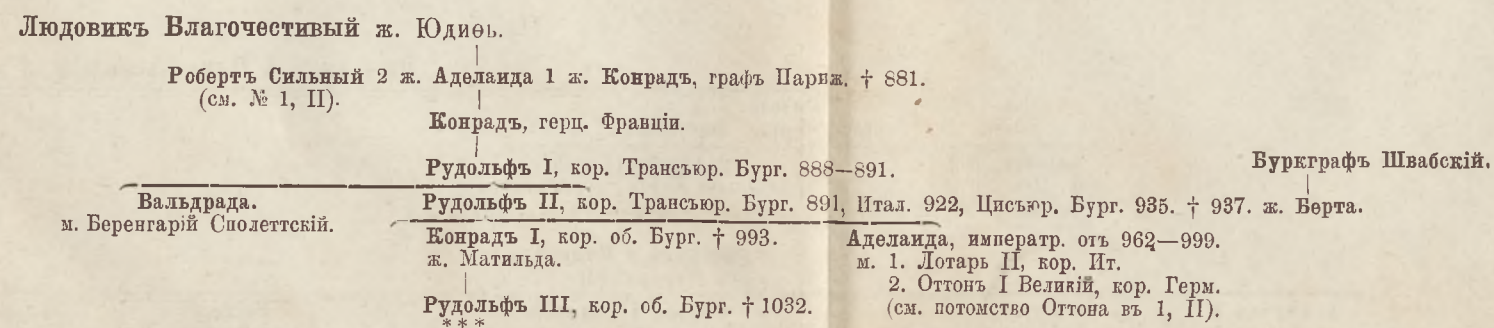 Людовикъ Благочестивый ж. Юдиѳь.
Робертъ Сильный 2 ж. Аделаида 1 ж. Конрадъ, графъ Париж. † 881.
(см. № 1, II).
Конрадъ, герц. Франціи.
Рудольфъ I, кор. Трансъюр. Бург. 888—891.
Буркграфъ Швабскій.
Вальдрада.
м. Беренгарій Сполеттскій.
Рудольфъ II, кор. Трансъюр. Бург. 891, Итал. 922, Цисъюр. Бург. 935. † 937. ж. Берта.
Конрадъ I, кор. об. Бург. † 993.
ж. Матильда.
Аделаида, императр. отъ 962—999.
м. 1. Лотарь II, кор. Ит.
2. Оттонъ I Великій, кор. Герм.
(см. потомство Оттона въ 1, II).
Рудольфъ III, кор. об. Бург. † 1032.
* * *